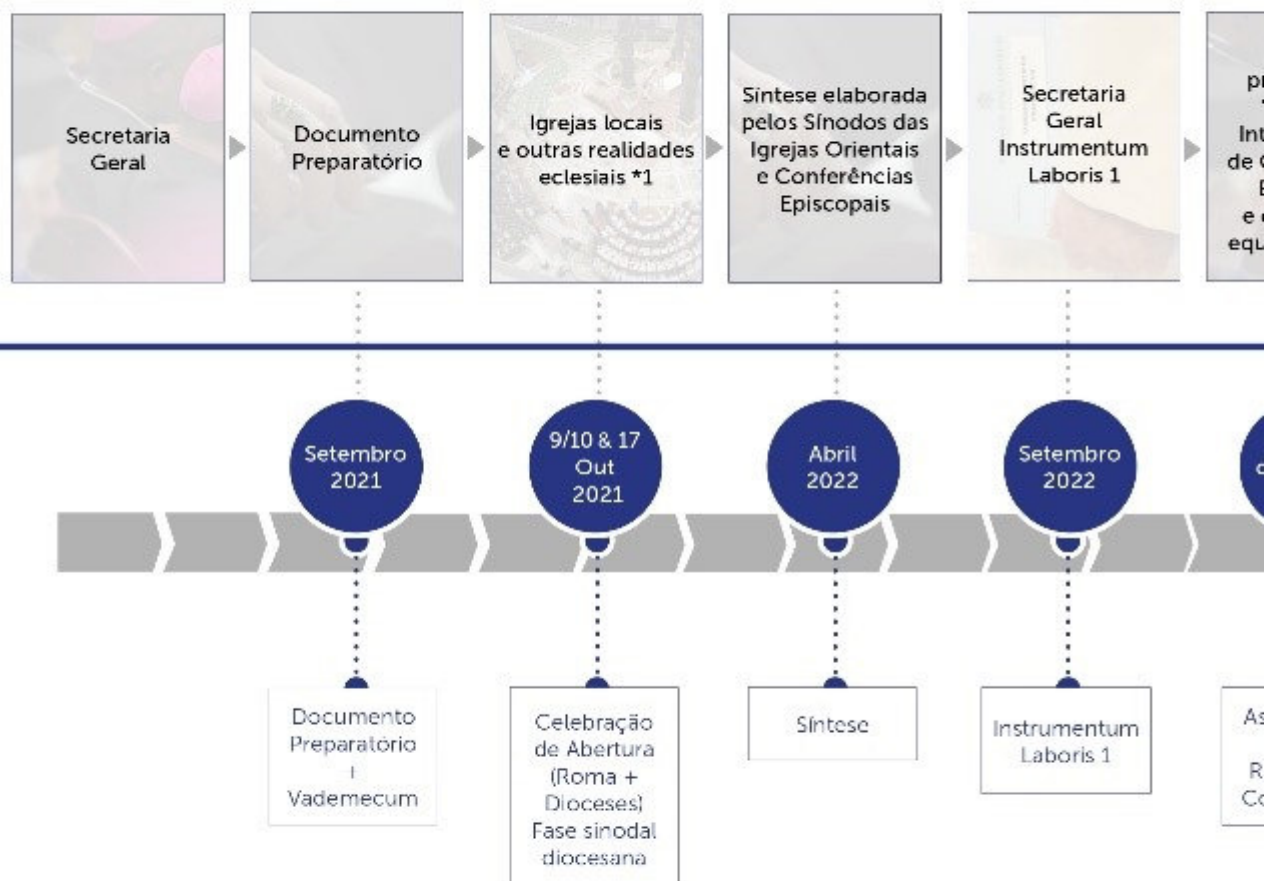 Secretaria
Geral
Documento
Preparatório
Igrejas locais
e outras realidades
eclesiais *1
Síntese elaborada
pelos Sínodos das
Igrejas Orientais
e Conferências
Episcopais
Secretaria
Geral
Instrumentum
Laboris 1
de
e
Setembro
2021
9/10 & 17
Out
2021
Abril
2022
Setembro
2022
Documento
Preparatório
+
Vademecum
Celebração
de Abertura
(Roma +
Dioceses)
Fase sinodal
diocesana
Síntese
Instrumentum
Laboris 1